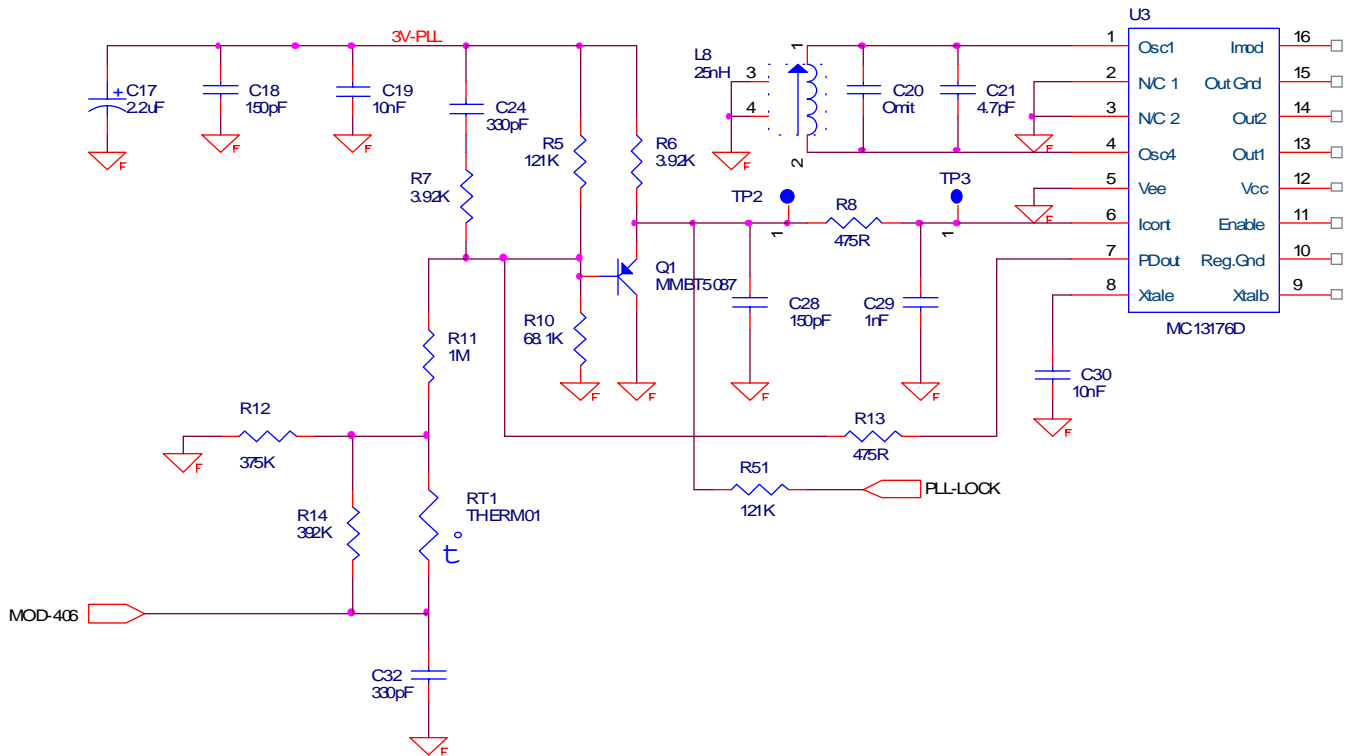 3V-PLL
C17
2.2uF
+
C18
150pF
C19
10nF
C24
330pF
R5
121K
R6
3.92K
R7
3.92K
L8
25nH
1
2
3
4
C20
Omit
C21
4.7pF
U3
1 Osc1 Imod 16
2 N/C 1 Out Gnd 15
3 N/C 2 Out2 14
4 Osc4 Out1 13
5 Vee Vcc 12
6 Icont Enable 11
7 PDout Reg.Gnd 10
8 Xtale Xtalb 9
MC13176D
TP2
1
R8
475R
TP3
1
Q1
MMBT5087
C28
150pF
C29
1nF
C30
10nF
R10
68.1K
R11
1M
R12
375K
R13
475R
R51
121K
PLL-LOCK
R14
392K
RT1
THERM01
t°
MOD-406
C32
330pF
F
F
F
F
F
F
F
F
F
F
F
F
F